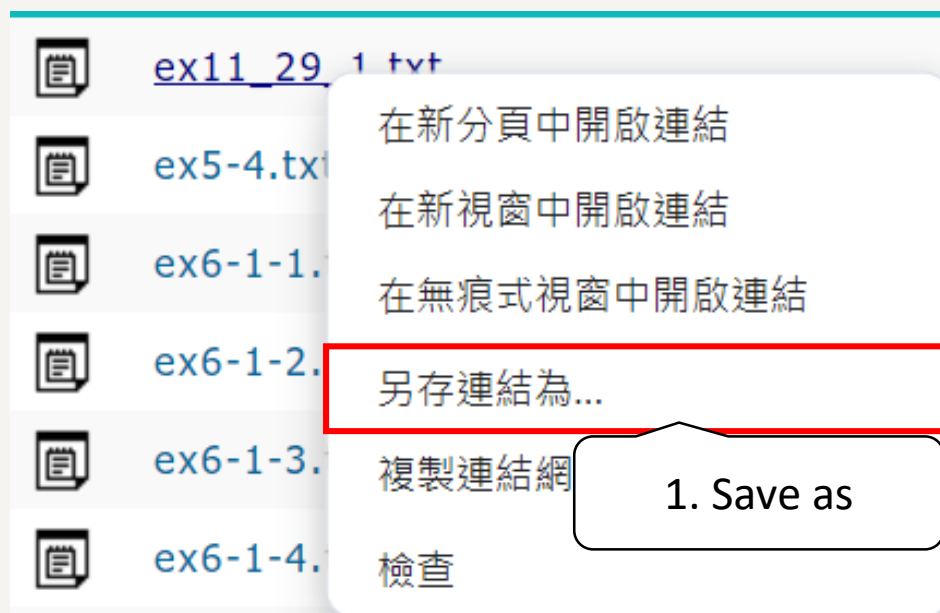 ex11_29_1.txt
ex5-4.txt
ex6-1-1.
ex6-1-2.
ex6-1-3.
ex6-1-4.
在新分頁中開啟連結
在新視窗中開啟連結
在無痕式視窗中開啟連結
另存連結為...
複製連結網
檢查
1. Save as